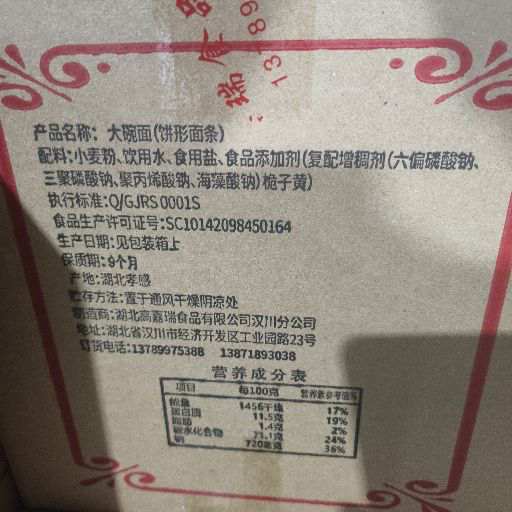 产品名称: 大碗面(饼形面条)
配料:小麦粉、饮用水、食用盐、食品添加剂(复配增稠剂(六偏磷酸钠、
三聚磷酸钠、聚丙烯酸钠、海藻酸钠)栀子黄)
执行标准:Q/GJRS 0001S
食品生产许可证号:SC10142098450164
生产日期:见包装箱上
保质期:9个月
产地:湖北孝感
贮存方法:置于通风干燥阴凉处
制造商:湖北高嘉瑞食品有限公司汉川分公司
地址:湖北省汉川市经济开发区工业园路23号
订货电话:13789975388 13871893038
营养成分表
项目 每100克 营养素参考值%
能量 1456千焦 17%
蛋白质 11.5克 19%
脂肪 1.4克 2%
碳水化合物 71.1克 24%
钠 720毫克 36%
瑞食品
13789